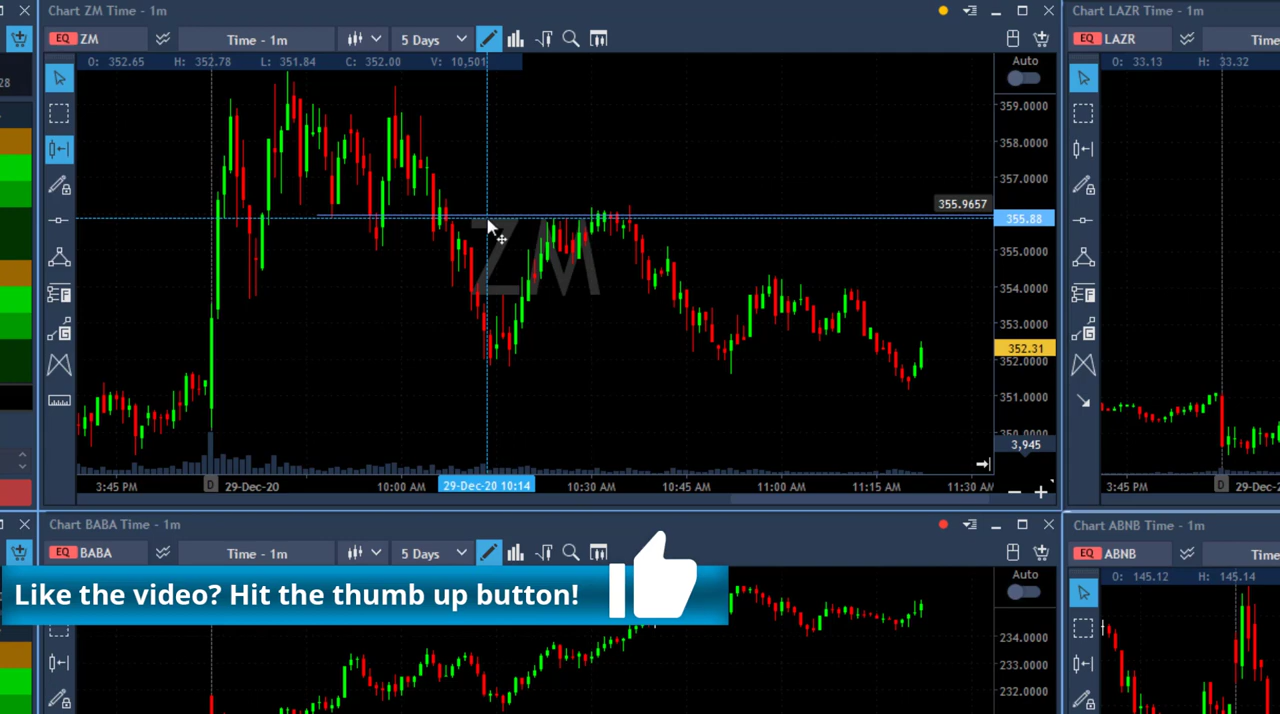 Chart ZM Time - 1m
EQ ZM
Time - 1m
5 Days
O: 352.65 H: 352.78 L: 351.84 C: 352.00 V: 10,501
Auto
359.0000
358.0000
357.0000
355.9657
355.88
355.0000
354.0000
353.0000
352.31
352.0000
351.0000
3,945
ZM
3:45 PM D 29-Dec-20 10:00 AM 29-Dec-20 10:14 10:30 AM 10:45 AM 11:00 AM 11:15 AM 11:30 AM
Chart LAZR Time - 1m
EQ LAZR
Time
O: 33.13 H: 33.32
3:45 PM D 29-Dec
28
Chart BABA Time - 1m
EQ BABA
Time - 1m
5 Days
Auto
234.0000
233.0000
232.0000
Like the video? Hit the thumb up button!
Chart ABNB Time - 1m
EQ ABNB
Time
O: 145.12 H: 145.14
F
G
F
G